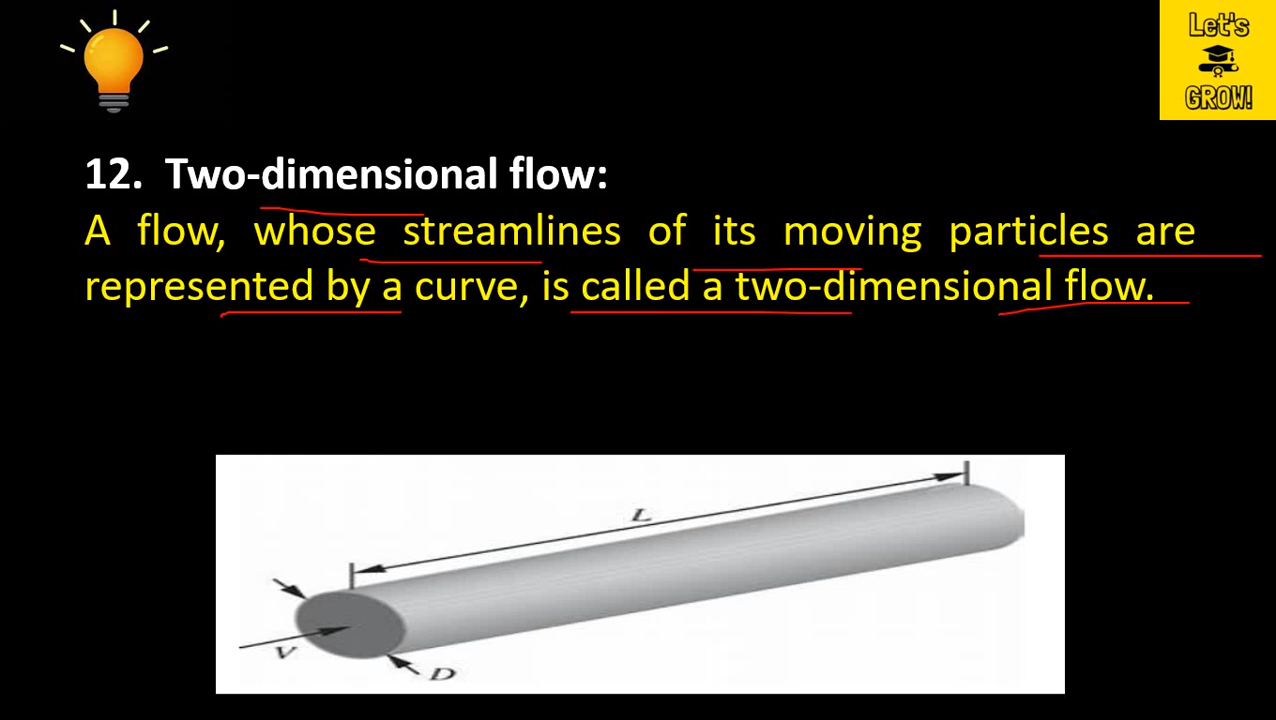 Let's
GROW!
12. Two-dimensional flow:
A flow, whose streamlines of its moving particles are
represented by a curve, is called a two-dimensional flow.
L
V
D